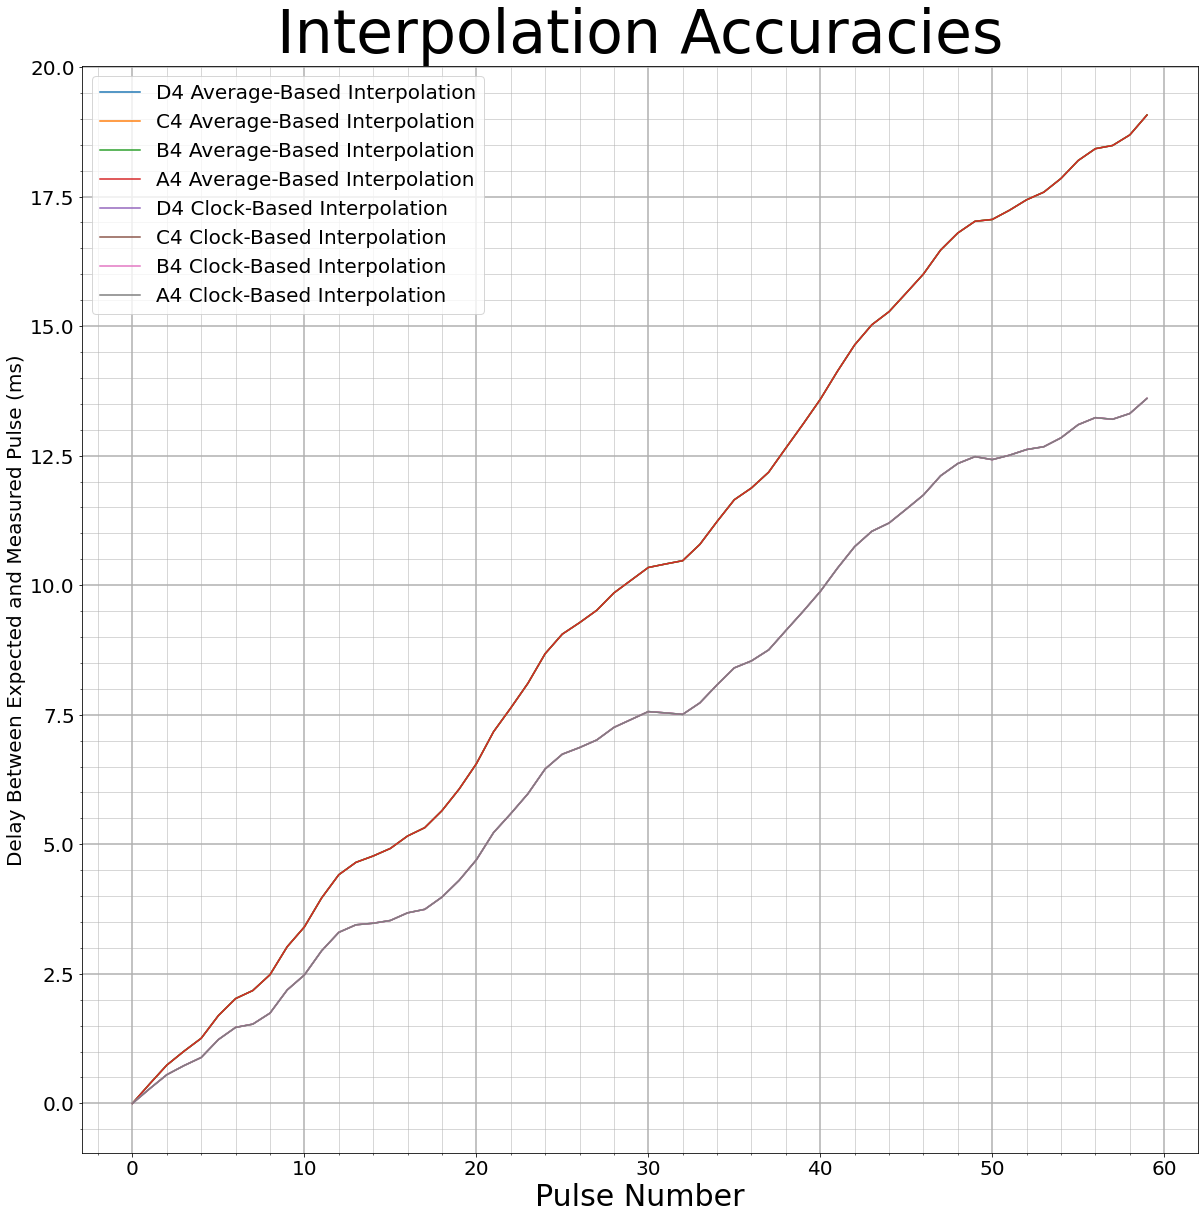 Interpolation Accuracies
20.0
17.5
15.0
12.5
10.0
7.5
5.0
2.5
0.0
Delay Between Expected and Measured Pulse (ms)
D4 Average-Based Interpolation
C4 Average-Based Interpolation
B4 Average-Based Interpolation
A4 Average-Based Interpolation
D4 Clock-Based Interpolation
C4 Clock-Based Interpolation
B4 Clock-Based Interpolation
A4 Clock-Based Interpolation
0 10 20 30 40 50 60
Pulse Number